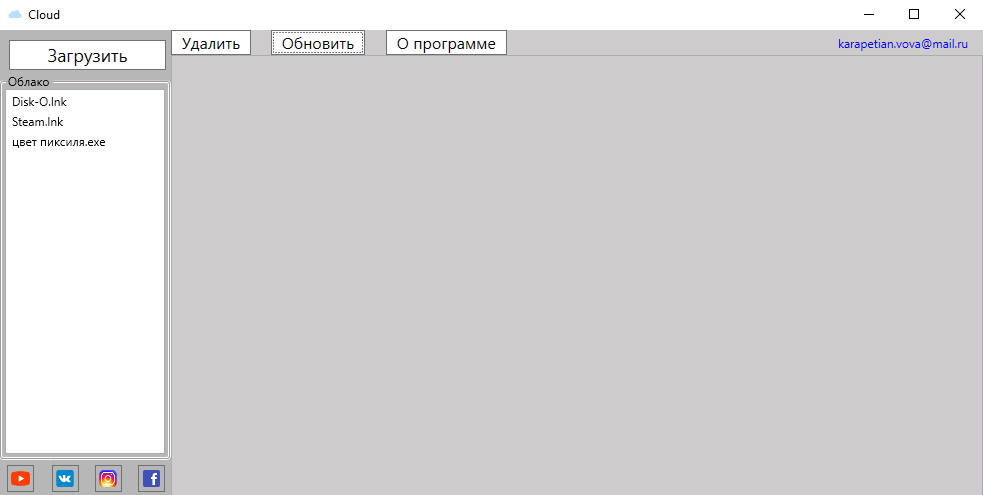 Cloud
Загрузить
Удалить
Обновить
О программе
karapetian.vova@mail.ru
Облако
Disk-O.lnk
Steam.lnk
цвет пиксиля.exe